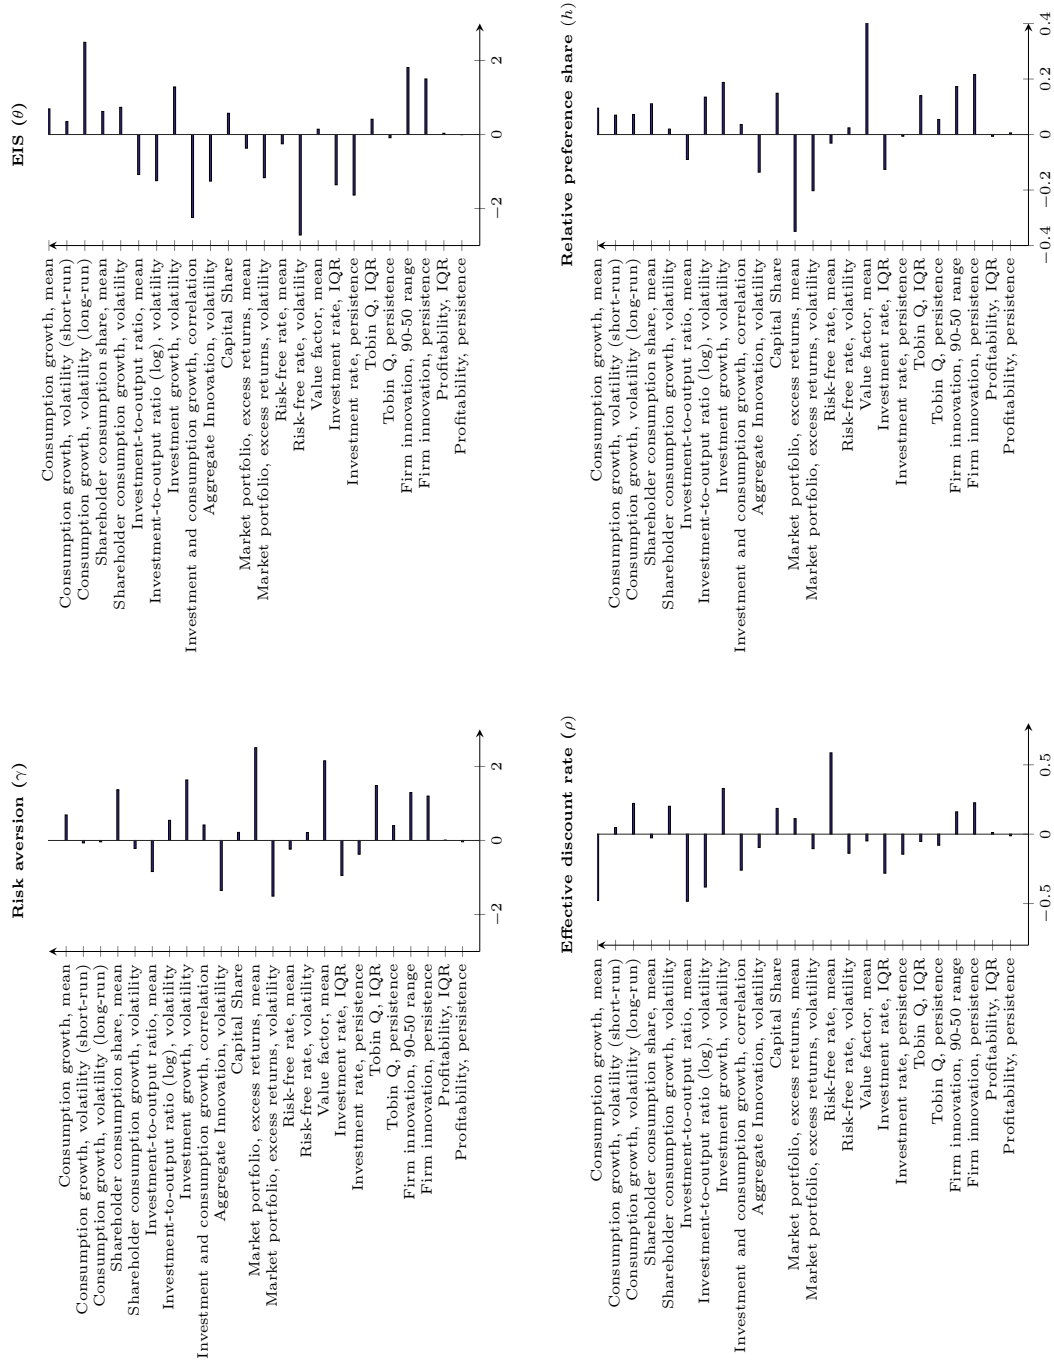 Risk aversion (γ)
Consumption growth, mean
Consumption growth, volatility (short-run)
Consumption growth, volatility (long-run)
Shareholder consumption share, mean
Shareholder consumption growth, volatility
Investment-to-output ratio, mean
Investment-to-output ratio (log), volatility
Investment growth, volatility
Investment and consumption growth, correlation
Aggregate Innovation, volatility
Capital Share
Market portfolio, excess returns, mean
Market portfolio, excess returns, volatility
Risk-free rate, mean
Risk-free rate, volatility
Value factor, mean
Investment rate, IQR
Investment rate, persistence
Tobin Q, IQR
Tobin Q, persistence
Firm innovation, 90-50 range
Firm innovation, persistence
Profitability, IQR
Profitability, persistence
−2 0 2
EIS (θ)
Consumption growth, mean
Consumption growth, volatility (short-run)
Consumption growth, volatility (long-run)
Shareholder consumption share, mean
Shareholder consumption growth, volatility
Investment-to-output ratio, mean
Investment-to-output ratio (log), volatility
Investment growth, volatility
Investment and consumption growth, correlation
Aggregate Innovation, volatility
Capital Share
Market portfolio, excess returns, mean
Market portfolio, excess returns, volatility
Risk-free rate, mean
Risk-free rate, volatility
Value factor, mean
Investment rate, IQR
Investment rate, persistence
Tobin Q, IQR
Tobin Q, persistence
Firm innovation, 90-50 range
Firm innovation, persistence
Profitability, IQR
Profitability, persistence
−2 0 2
Effective discount rate (ρ)
Consumption growth, mean
Consumption growth, volatility (short-run)
Consumption growth, volatility (long-run)
Shareholder consumption share, mean
Shareholder consumption growth, volatility
Investment-to-output ratio, mean
Investment-to-output ratio (log), volatility
Investment growth, volatility
Investment and consumption growth, correlation
Aggregate Innovation, volatility
Capital Share
Market portfolio, excess returns, mean
Market portfolio, excess returns, volatility
Risk-free rate, mean
Risk-free rate, volatility
Value factor, mean
Investment rate, IQR
Investment rate, persistence
Tobin Q, IQR
Tobin Q, persistence
Firm innovation, 90-50 range
Firm innovation, persistence
Profitability, IQR
Profitability, persistence
−0.5 0 0.5
Relative preference share (h)
Consumption growth, mean
Consumption growth, volatility (short-run)
Consumption growth, volatility (long-run)
Shareholder consumption share, mean
Shareholder consumption growth, volatility
Investment-to-output ratio, mean
Investment-to-output ratio (log), volatility
Investment growth, volatility
Investment and consumption growth, correlation
Aggregate Innovation, volatility
Capital Share
Market portfolio, excess returns, mean
Market portfolio, excess returns, volatility
Risk-free rate, mean
Risk-free rate, volatility
Value factor, mean
Investment rate, IQR
Investment rate, persistence
Tobin Q, IQR
Tobin Q, persistence
Firm innovation, 90-50 range
Firm innovation, persistence
Profitability, IQR
Profitability, persistence
−0.4 −0.2 0 0.2 0.4